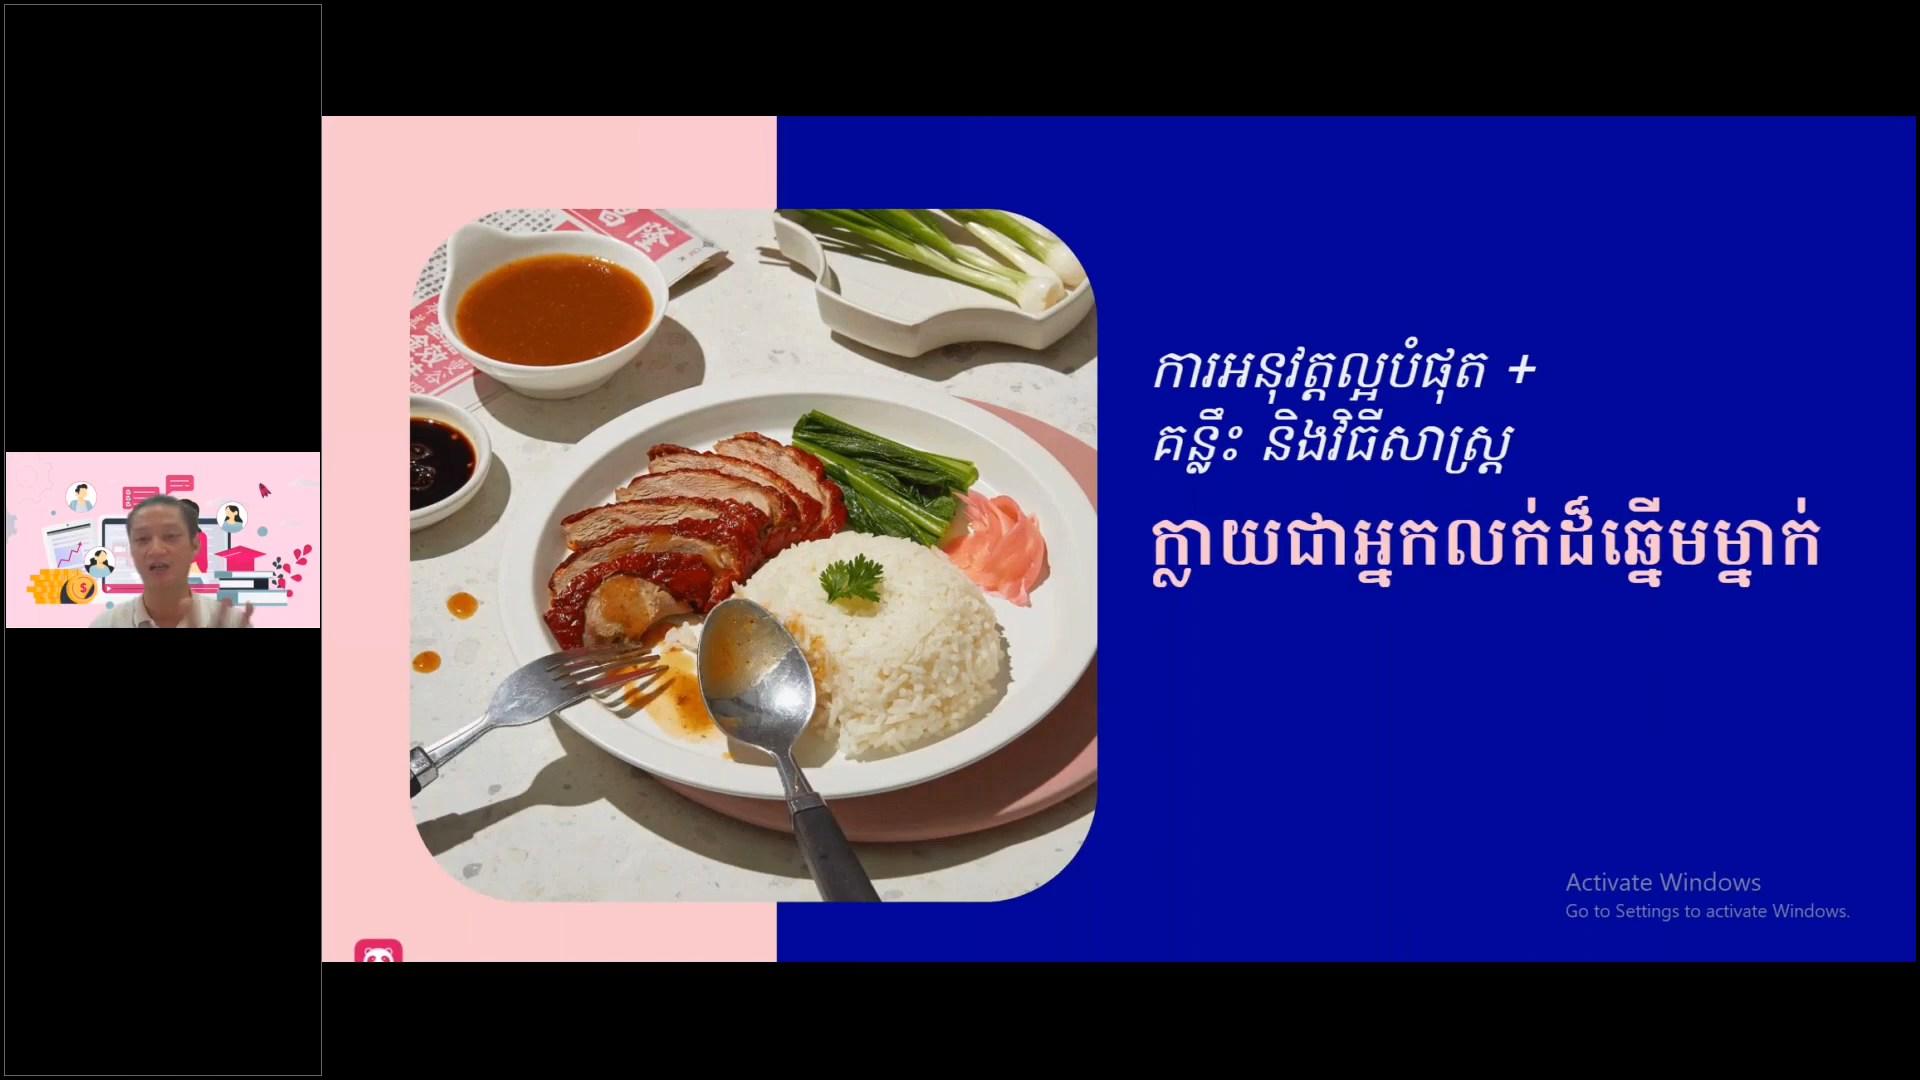 ការអនុវត្តល្អបំផុត +
គន្លឹះ និងវិធីសាស្ត្រ
ក្លាយជាអ្នកលក់ដ៏ឆ្នើមម្នាក់
Activate Windows
Go to Settings to activate Windows.